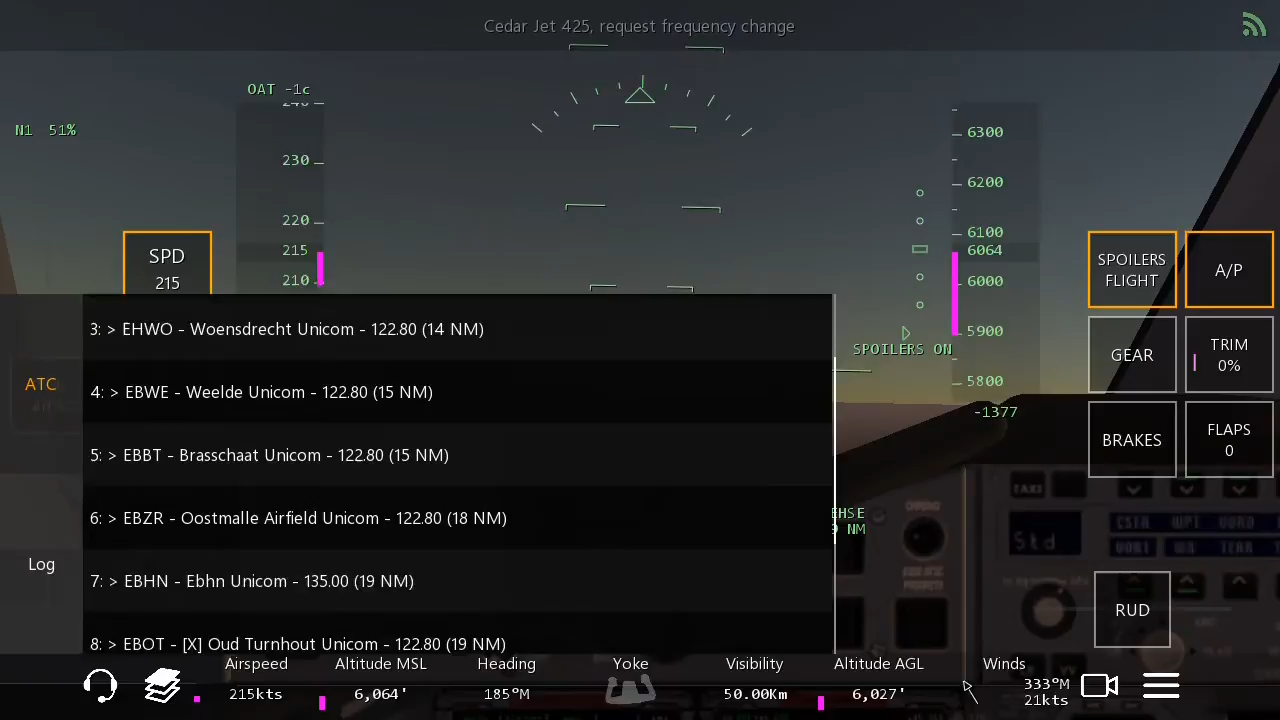 Cedar Jet 425, request frequency change
OAT -1c
N1 51%
240
230
220
215
210
6300
6200
6100
6064
6000
5900
5800
-1377
SPOILERS ON
SPD
215
SPOILERS
FLIGHT
A/P
GEAR
TRIM
0%
BRAKES
FLAPS
0
RUD
ATC
Log
3: > EHWO - Woensdrecht Unicom - 122.80 (14 NM)
4: > EBWE - Weelde Unicom - 122.80 (15 NM)
5: > EBBT - Brasschaat Unicom - 122.80 (15 NM)
6: > EBZR - Oostmalle Airfield Unicom - 122.80 (18 NM)
7: > EBHN - Ebhn Unicom - 135.00 (19 NM)
8: > EBOT - [X] Oud Turnhout Unicom - 122.80 (19 NM)
EHSE
NM
Std
Airspeed
215kts
Altitude MSL
6,064'
Heading
185°M
Yoke
Visibility
50.00Km
Altitude AGL
6,027'
Winds
333°M
21kts